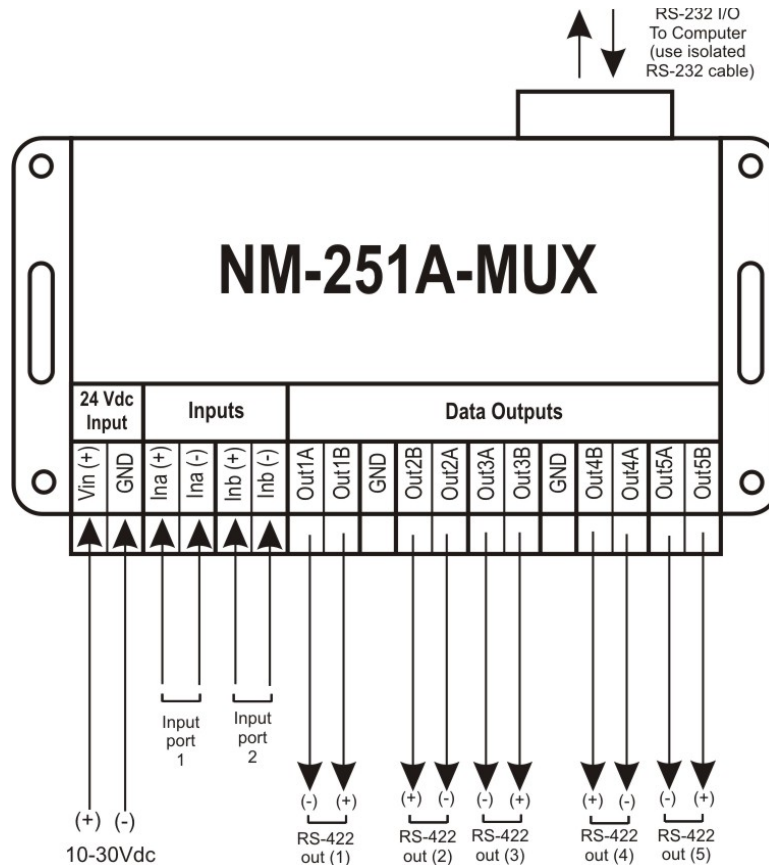 RS-232 I/O
To Computer
(use isolated
RS-232 cable)
NM-251A-MUX
24 Vdc
Input
Inputs
Data Outputs
Vin (+)
GND
Ina (+)
Ina (-)
Inb (+)
Inb (-)
Out1A
Out1B
GND
Out2B
Out2A
Out3A
Out3B
GND
Out4B
Out4A
Out5A
Out5B
Input
port
1
Input
port
2
(+) (-)
10-30Vdc
(-) (+)
RS-422
out (1)
(+) (-)
RS-422
out (2)
(-) (+)
RS-422
out (3)
(+) (-)
RS-422
out (4)
(-) (+)
RS-422
out (5)